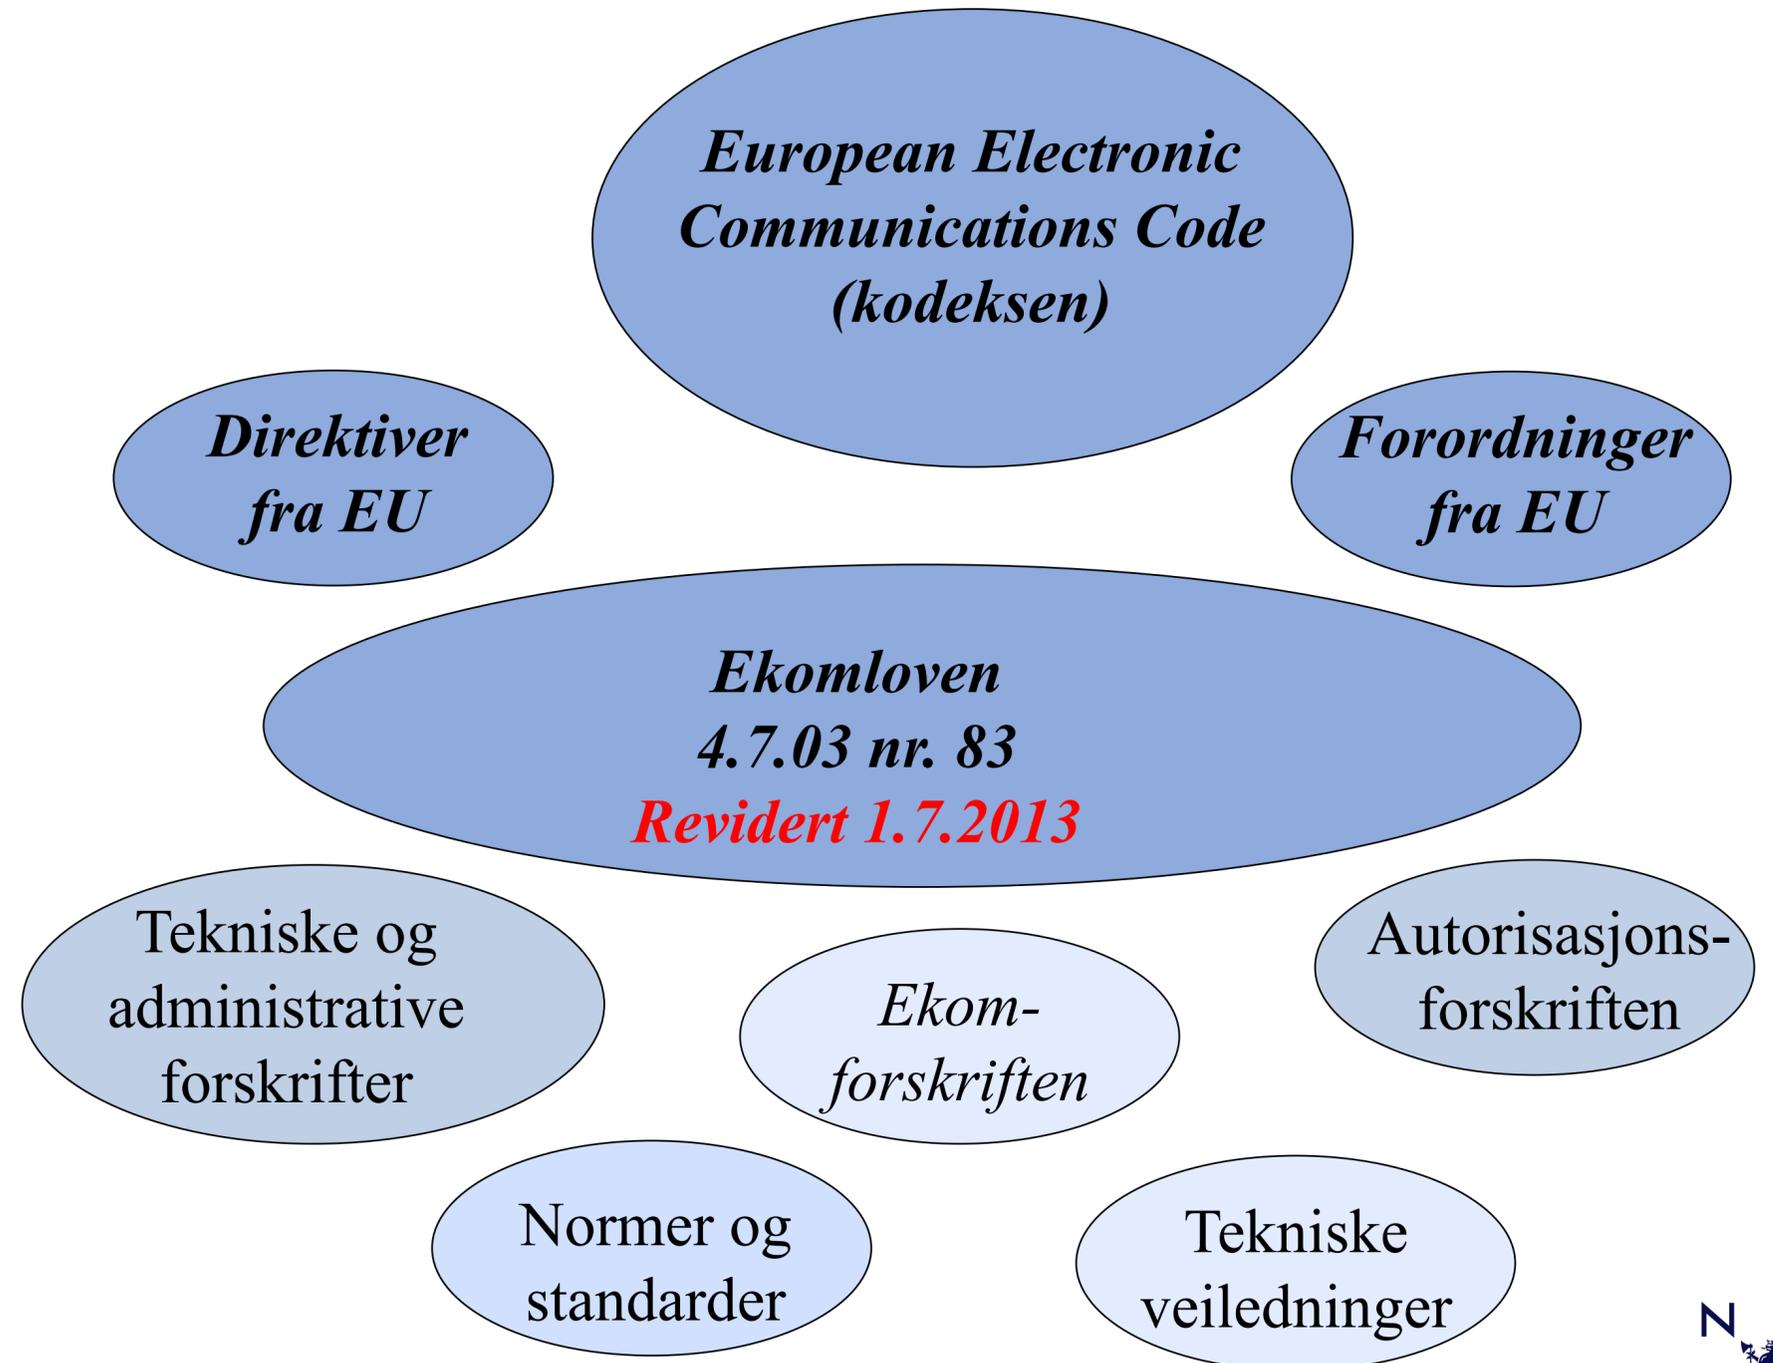 European Electronic
Communications Code
(kodeksen)
Direktiver
fra EU
Forordninger
fra EU
Ekomloven
4.7.03 nr. 83
Revidert 1.7.2013
Tekniske og
administrative
forskrifter
Ekom-
forskriften
Autorisasjons-
forskriften
Normer og
standarder
Tekniske
veiledninger
N